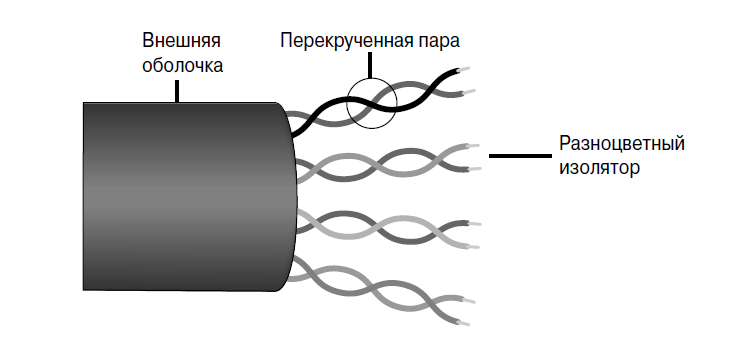 Внешняя
оболочка
Перекрученная пара
Разноцветный
изолятор